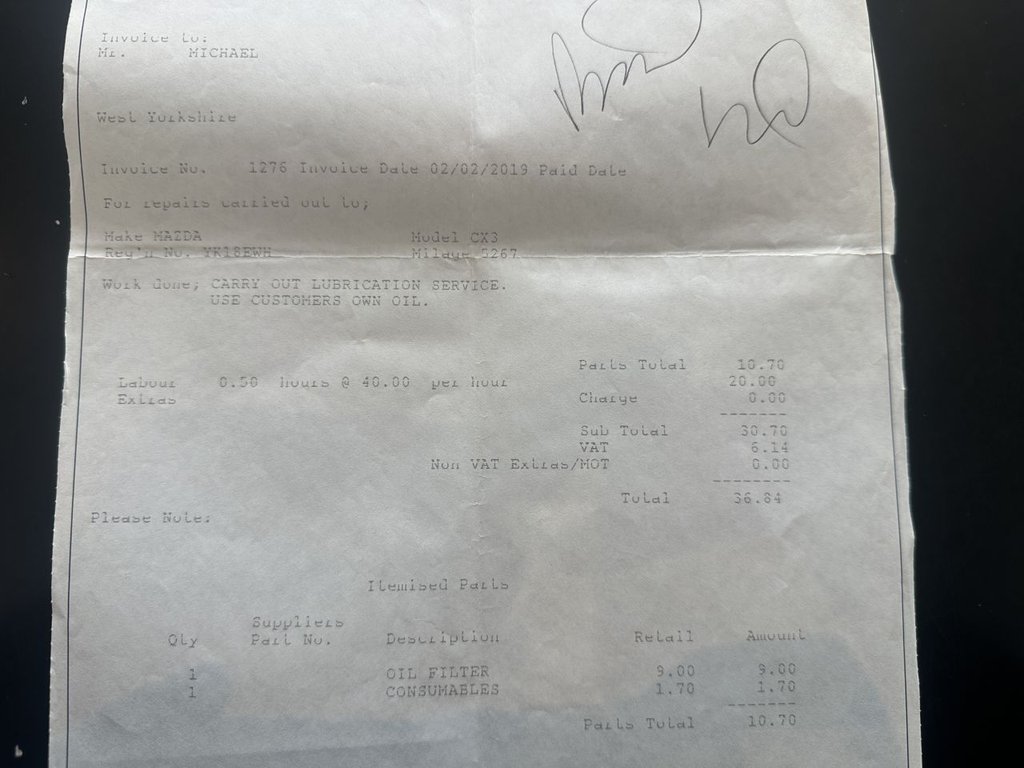 Invoice to:
Mr. MICHAEL
West Yorkshire
Invoice No. 1276 Invoice Date 02/02/2019 Paid Date
For repairs carried out to;
Make MAZDA Model CX3
Reg'n No. YK18EWH Milage 5267
Work done; CARRY OUT LUBRICATION SERVICE.
USE CUSTOMERS OWN OIL.
Parts Total 10.70
Labour 0.50 hours @ 40.00 per hour 20.00
Extras Charge 0.00
-------
Sub Total 30.70
VAT 6.14
Non VAT Extras/MOT 0.00
--------
Total 36.84
Please Note:
Itemised Parts
Suppliers
Qty Part No. Description Retail Amount
1 OIL FILTER 9.00 9.00
1 CONSUMABLES 1.70 1.70
-------
Parts Total 10.70